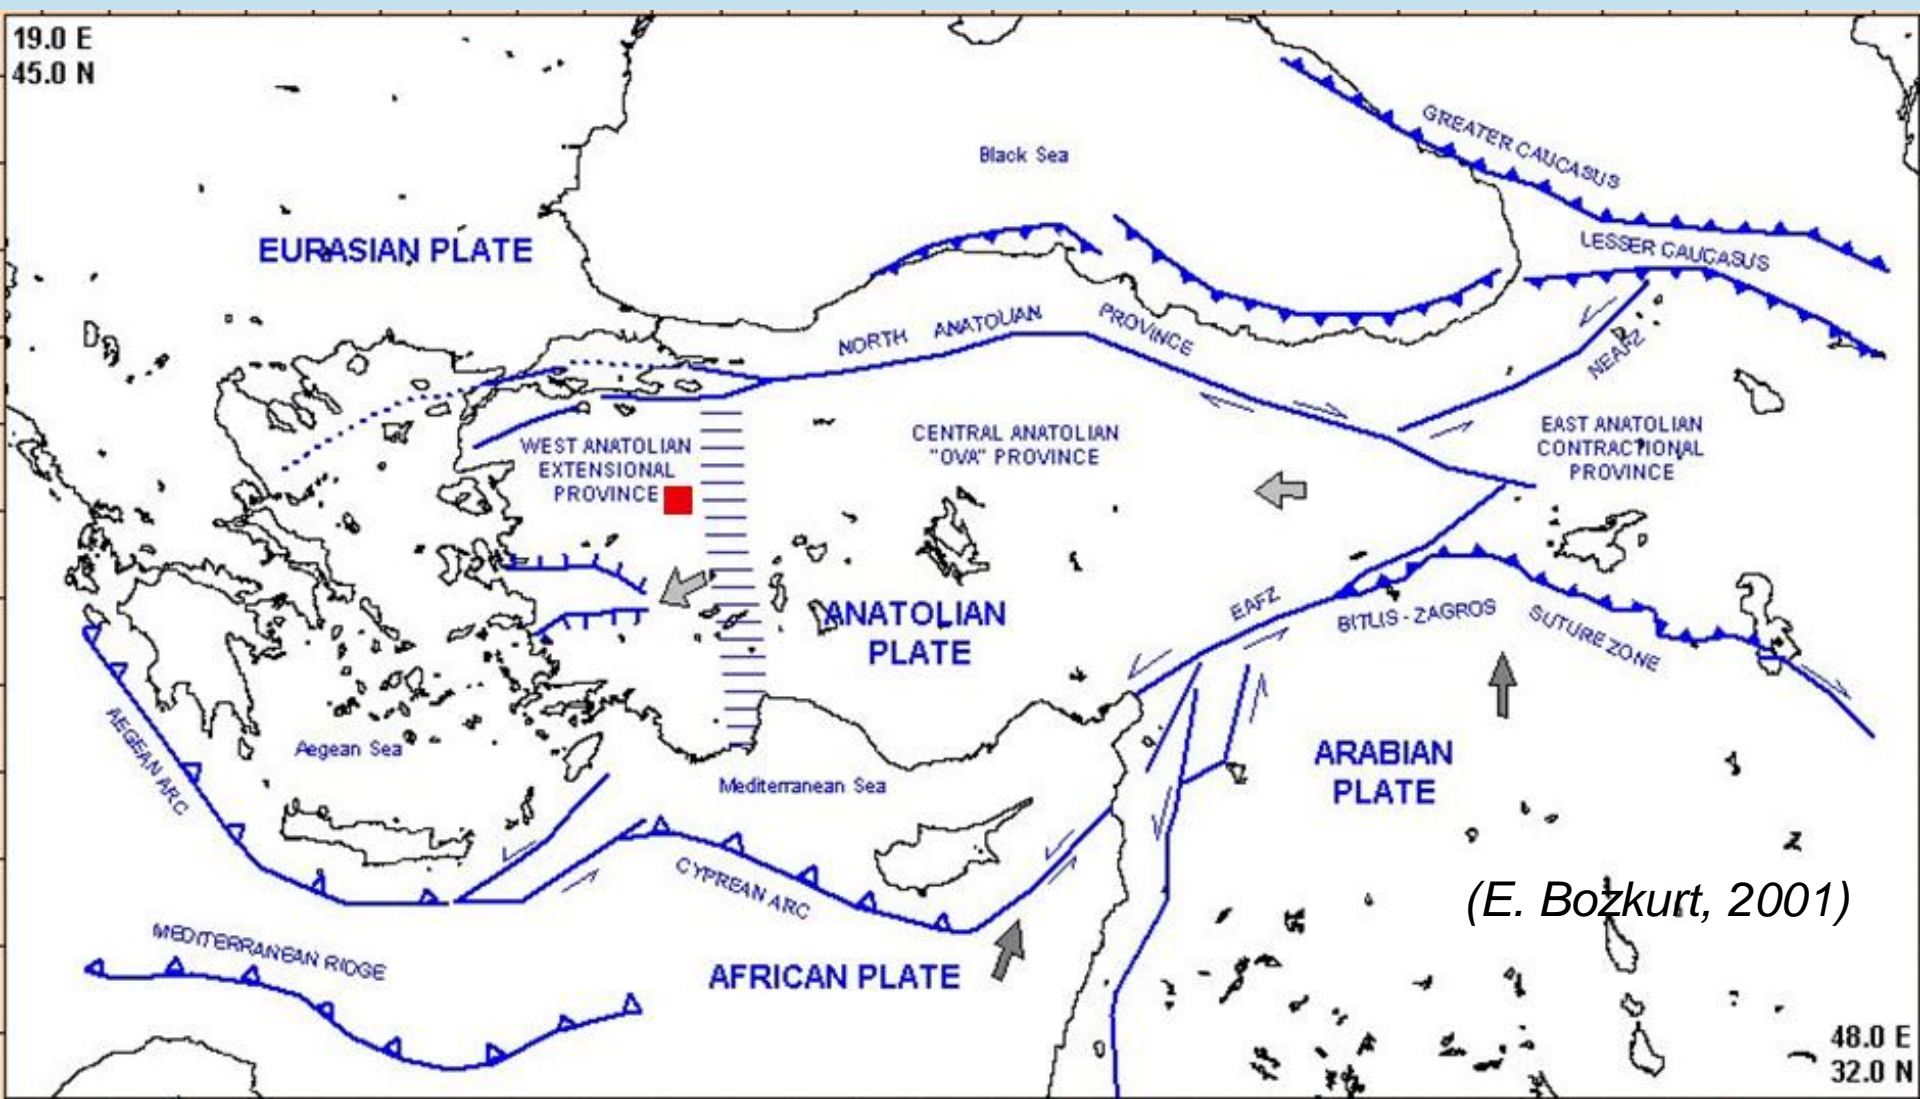 19.0 E
45.0 N
GREATER CAUCASUS
Black Sea
EURASIAN PLATE
LESSER CAUCASUS
NORTH ANATOLIAN PROVINCE
NEAFZ
WEST ANATOLIAN
EXTENSIONAL
PROVINCE
CENTRAL ANATOLIAN
"OVA" PROVINCE
EAST ANATOLIAN
CONTRACTIONAL
PROVINCE
ANATOLIAN
PLATE
EAFZ
BITLIS - ZAGROS SUTURE ZONE
AEGEAN ARC
Aegean Sea
Mediterranean Sea
ARABIAN
PLATE
CYPREAN ARC
(E. Bozkurt, 2001)
MEDITERRANEAN RIDGE
AFRICAN PLATE
48.0 E
32.0 N